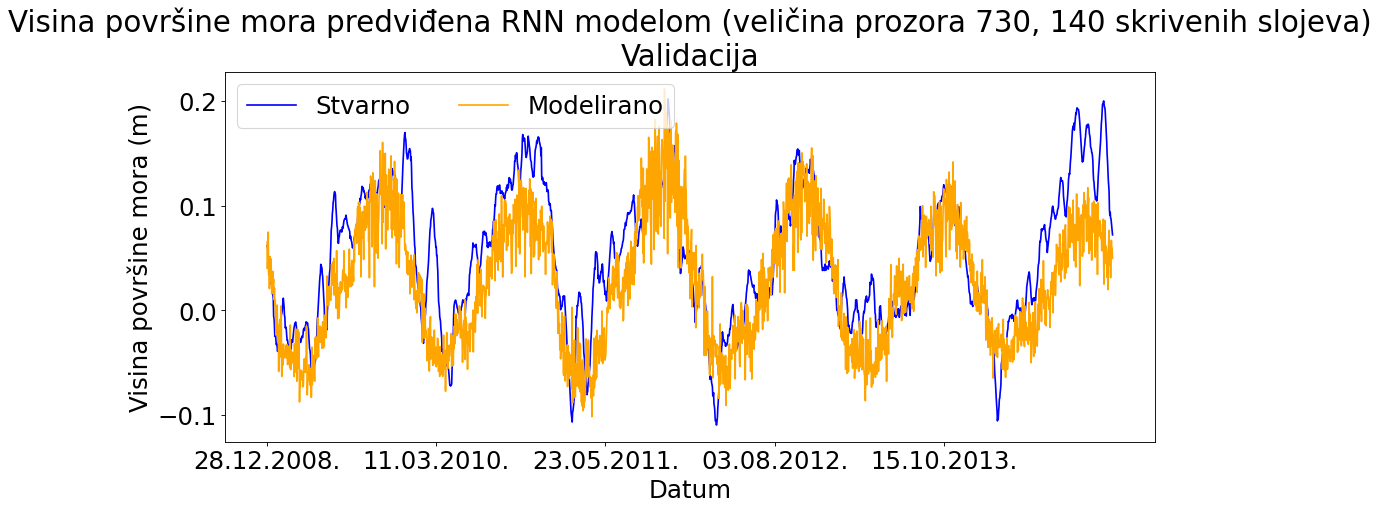 Visina površine mora predviđena RNN modelom (veličina prozora 730, 140 skrivenih slojeva)
Validacija
Stvarno Modelirano
Visina površine mora (m)
0.2
0.1
0.0
−0.1
28.12.2008. 11.03.2010. 23.05.2011. 03.08.2012. 15.10.2013.
Datum